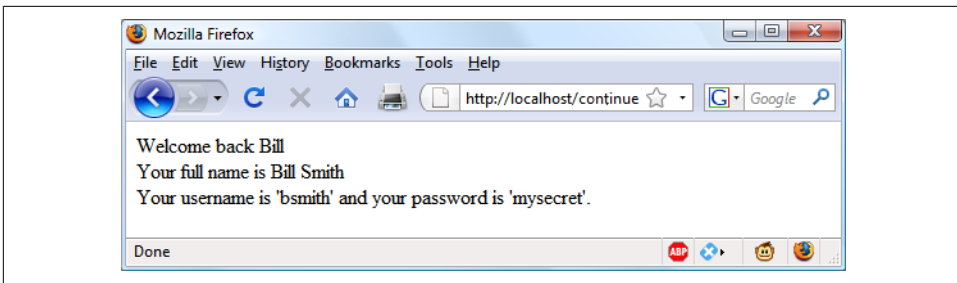 Mozilla Firefox
File Edit View History Bookmarks Tools Help
http://localhost/continue G Google
Welcome back Bill
Your full name is Bill Smith
Your username is 'bsmith' and your password is 'mysecret'.
Done ABP